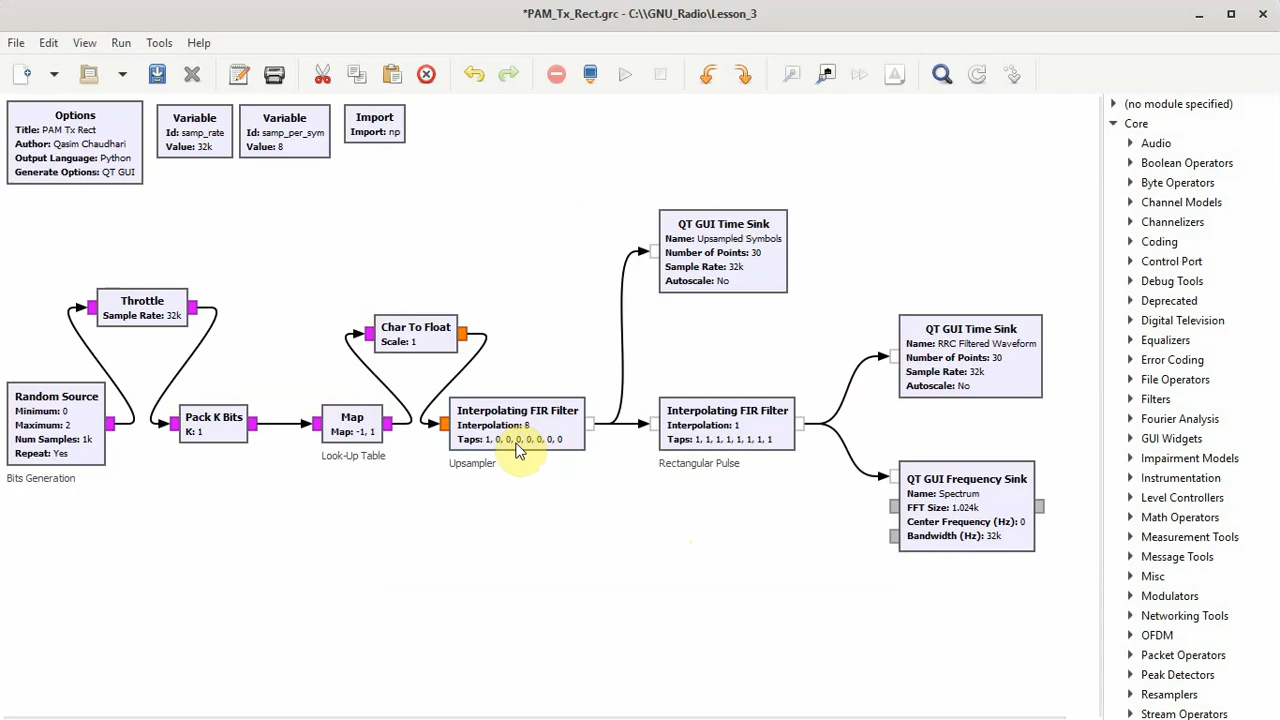 *PAM_Tx_Rect.grc - C:\GNU_Radio\Lesson_3
File Edit View Run Tools Help
Options
Title: PAM Tx Rect
Author: Qasim Chaudhari
Output Language: Python
Generate Options: QT GUI
Variable
Id: samp_rate
Value: 32k
Variable
Id: samp_per_sym
Value: 8
Import
Import: np
QT GUI Time Sink
Name: Upsampled Symbols
Number of Points: 30
Sample Rate: 32k
Autoscale: No
Throttle
Sample Rate: 32k
Char To Float
Scale: 1
QT GUI Time Sink
Name: RRC Filtered Waveform
Number of Points: 30
Sample Rate: 32k
Autoscale: No
Random Source
Minimum: 0
Maximum: 2
Num Samples: 1k
Repeat: Yes
Bits Generation
Pack K Bits
K: 1
Map
Map: -1, 1
Look-Up Table
Interpolating FIR Filter
Interpolation: 8
Taps: 1, 0, 0, 0, 0, 0, 0, 0
Upsampler
Interpolating FIR Filter
Interpolation: 1
Taps: 1, 1, 1, 1, 1, 1, 1, 1
Rectangular Pulse
QT GUI Frequency Sink
Name: Spectrum
FFT Size: 1.024k
Center Frequency (Hz): 0
Bandwidth (Hz): 32k
(no module specified)
Core
Audio
Boolean Operators
Byte Operators
Channel Models
Channelizers
Coding
Control Port
Debug Tools
Deprecated
Digital Television
Equalizers
Error Coding
File Operators
Filters
Fourier Analysis
GUI Widgets
Impairment Models
Instrumentation
Level Controllers
Math Operators
Measurement Tools
Message Tools
Misc
Modulators
Networking Tools
OFDM
Packet Operators
Peak Detectors
Resamplers
Stream Operators